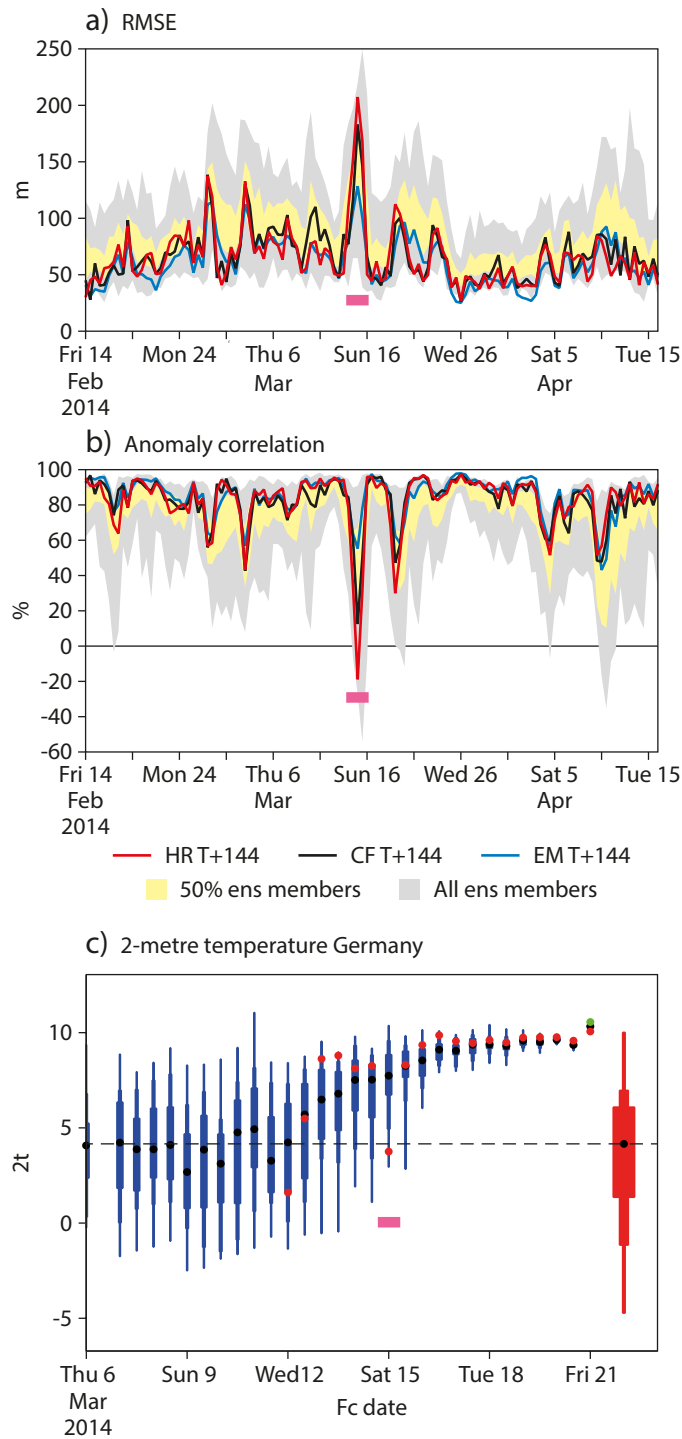 a) RMSE
250
200
150
100
50
0
m
Fri 14 Mon 24 Thu 6 Sun 16 Wed 26 Sat 5 Tue 15
Feb Mar Apr
2014
b) Anomaly correlation
100
80
60
40
20
0
-20
-40
-60
%
Fri 14 Mon 24 Thu 6 Sun 16 Wed 26 Sat 5 Tue 15
Feb Mar Apr
2014
HR T+144 CF T+144 EM T+144
50% ens members All ens members
c) 2-metre temperature Germany
10
5
0
-5
2t
Thu 6 Sun 9 Wed12 Sat 15 Tue 18 Fri 21
Mar
2014
Fc date